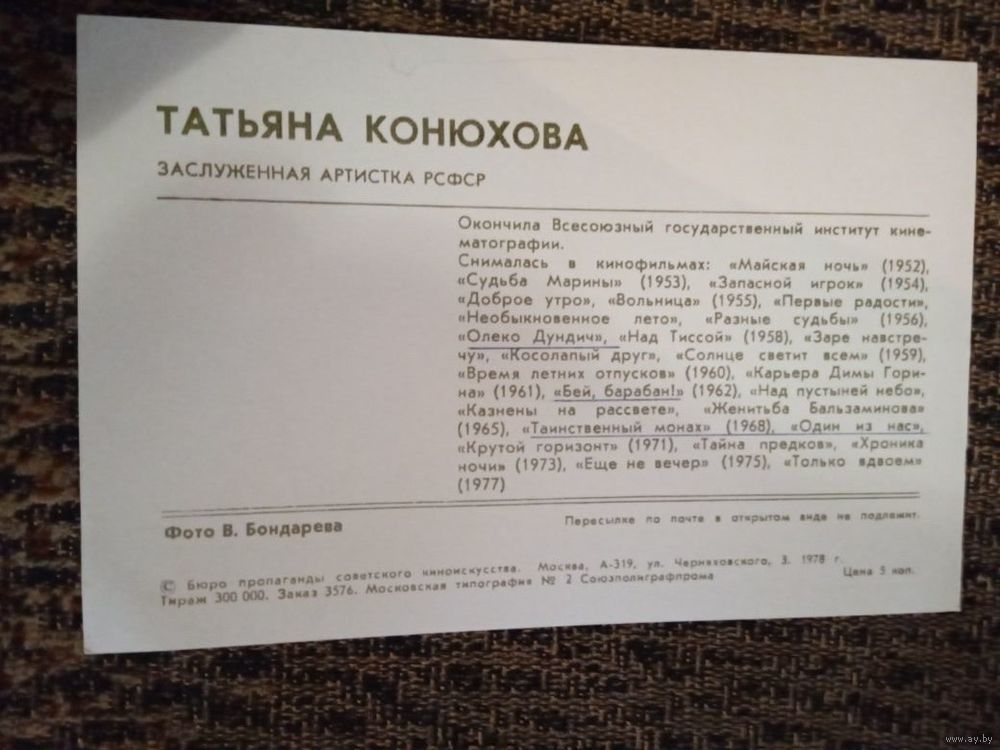 ТАТЬЯНА КОНЮХОВА
ЗАСЛУЖЕННАЯ АРТИСТКА РСФСР
Окончила Всесоюзный государственный институт кине-
матографии.
Снималась в кинофильмах: «Майская ночь» (1952),
«Судьба Марины» (1953), «Запасной игрок» (1954),
«Доброе утро», «Вольница» (1955), «Первые радости»,
«Необыкновенное лето», «Разные судьбы» (1956),
«Олеко Дундич», «Над Тиссой» (1958), «Заре навстре-
чу», «Косолапый друг», «Солнце светит всем» (1959),
«Время летних отпусков» (1960), «Карьера Димы Гори-
на» (1961), «Бей, барабан!» (1962), «Над пустыней небо»,
«Казнены на рассвете», «Женитьба Бальзаминова»
(1965), «Таинственный монах» (1968), «Один из нас»,
«Крутой горизонт» (1971), «Тайна предков», «Хроника
ночи» (1973), «Еще не вечер» (1975), «Только вдвоем»
(1977)
Фото В. Бондарева
Пересылке по почте в открытом виде не подлежит.
© Бюро пропаганды советского киноискусства. Москва, А-319, ул. Черняховского, 3. 1978 г.
Тираж 300 000. Заказ 3576. Московская типография № 2 Союзполиграфпрома
Цена 5 коп.
www.ay.by